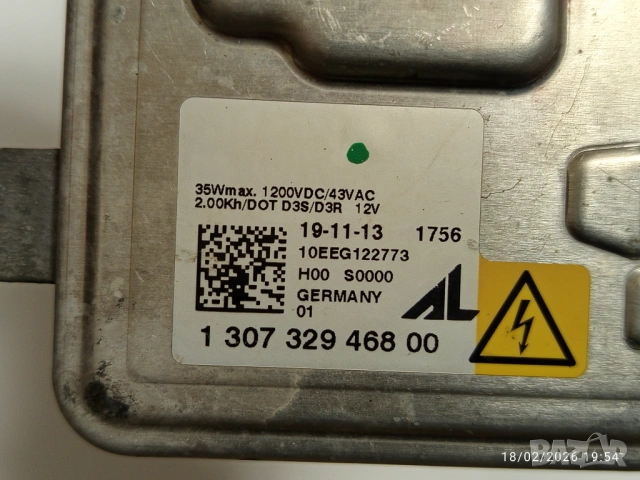 35Wmax. 1200VDC/43VAC
2.00Kh/DOT D3S/D3R 12V
19-11-13 1756
10EEG122773
H00 S0000
GERMANY
01
AL
1 307 329 468 00
BAZAR
18/02/2026 19:54